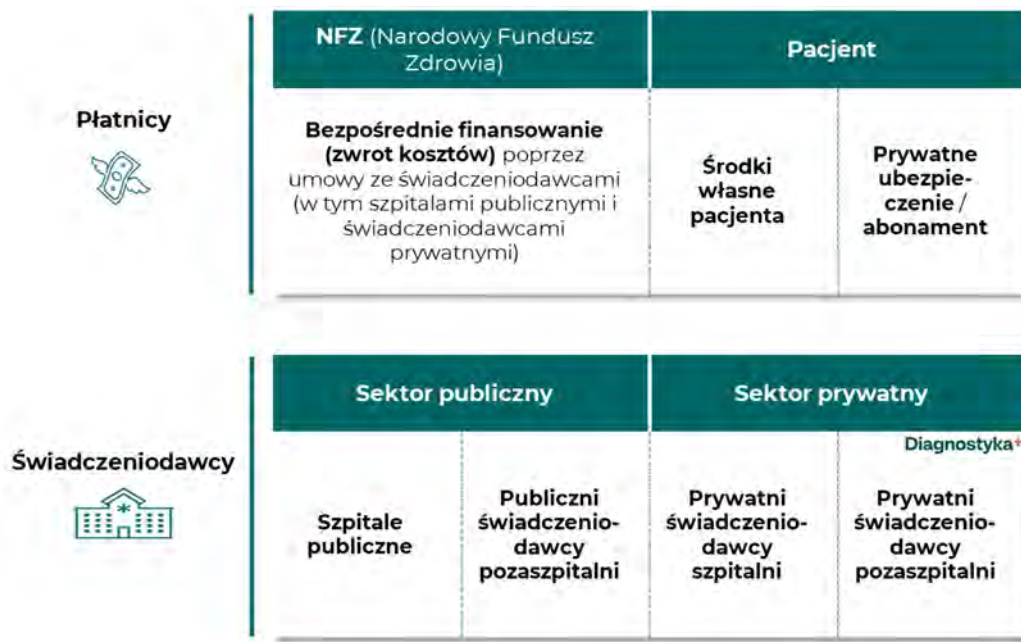 NFZ (Narodowy Fundusz
Zdrowia)
Pacjent
Płatnicy
Bezpośrednie finansowanie
(zwrot kosztów) poprzez
umowy ze świadczeniodawcami
(w tym szpitalami publicznymi i
świadczeniodawcami
prywatnymi)
Środki
własne
pacjenta
Prywatne
ubezpie-
czenie /
abonament
Sektor publiczny
Sektor prywatny
Świadczeniodawcy
Szpitale
publiczne
Publiczni
świadczenio-
dawcy
pozaszpitalni
Prywatni
świadczenio-
dawcy
szpitalni
Diagnostyka+
Prywatni
świadczenio-
dawcy
pozaszpitalni